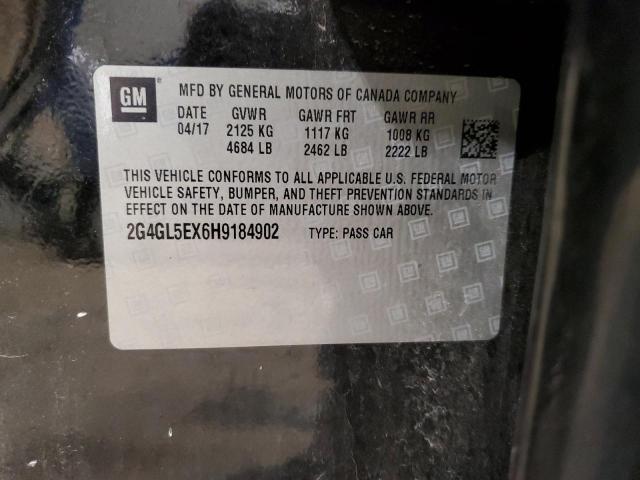 GM
MFD BY GENERAL MOTORS OF CANADA COMPANY
DATE GVWR GAWR FRT GAWR RR
04/17 2125 KG 1117 KG 1008 KG
4684 LB 2462 LB 2222 LB
THIS VEHICLE CONFORMS TO ALL APPLICABLE U.S. FEDERAL MOTOR
VEHICLE SAFETY, BUMPER, AND THEFT PREVENTION STANDARDS IN
EFFECT ON THE DATE OF MANUFACTURE SHOWN ABOVE.
2G4GL5EX6H9184902 TYPE: PASS CAR